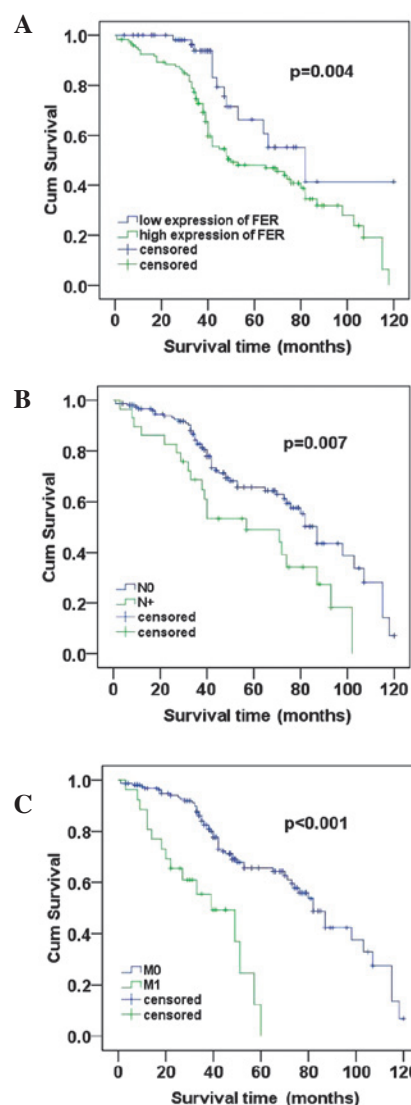 A
p=0.004
Cum Survival
1.0
0.8
0.6
0.4
0.2
0.0
low expression of FER
high expression of FER
censored
censored
0 20 40 60 80 100 120
Survival time (months)
B
p=0.007
Cum Survival
1.0
0.8
0.6
0.4
0.2
0.0
N0
N+
censored
censored
0 20 40 60 80 100 120
Survival time (months)
C
p<0.001
Cum Survival
1.0
0.8
0.6
0.4
0.2
0.0
M0
M1
censored
censored
0 20 40 60 80 100 120
Survival time (months)